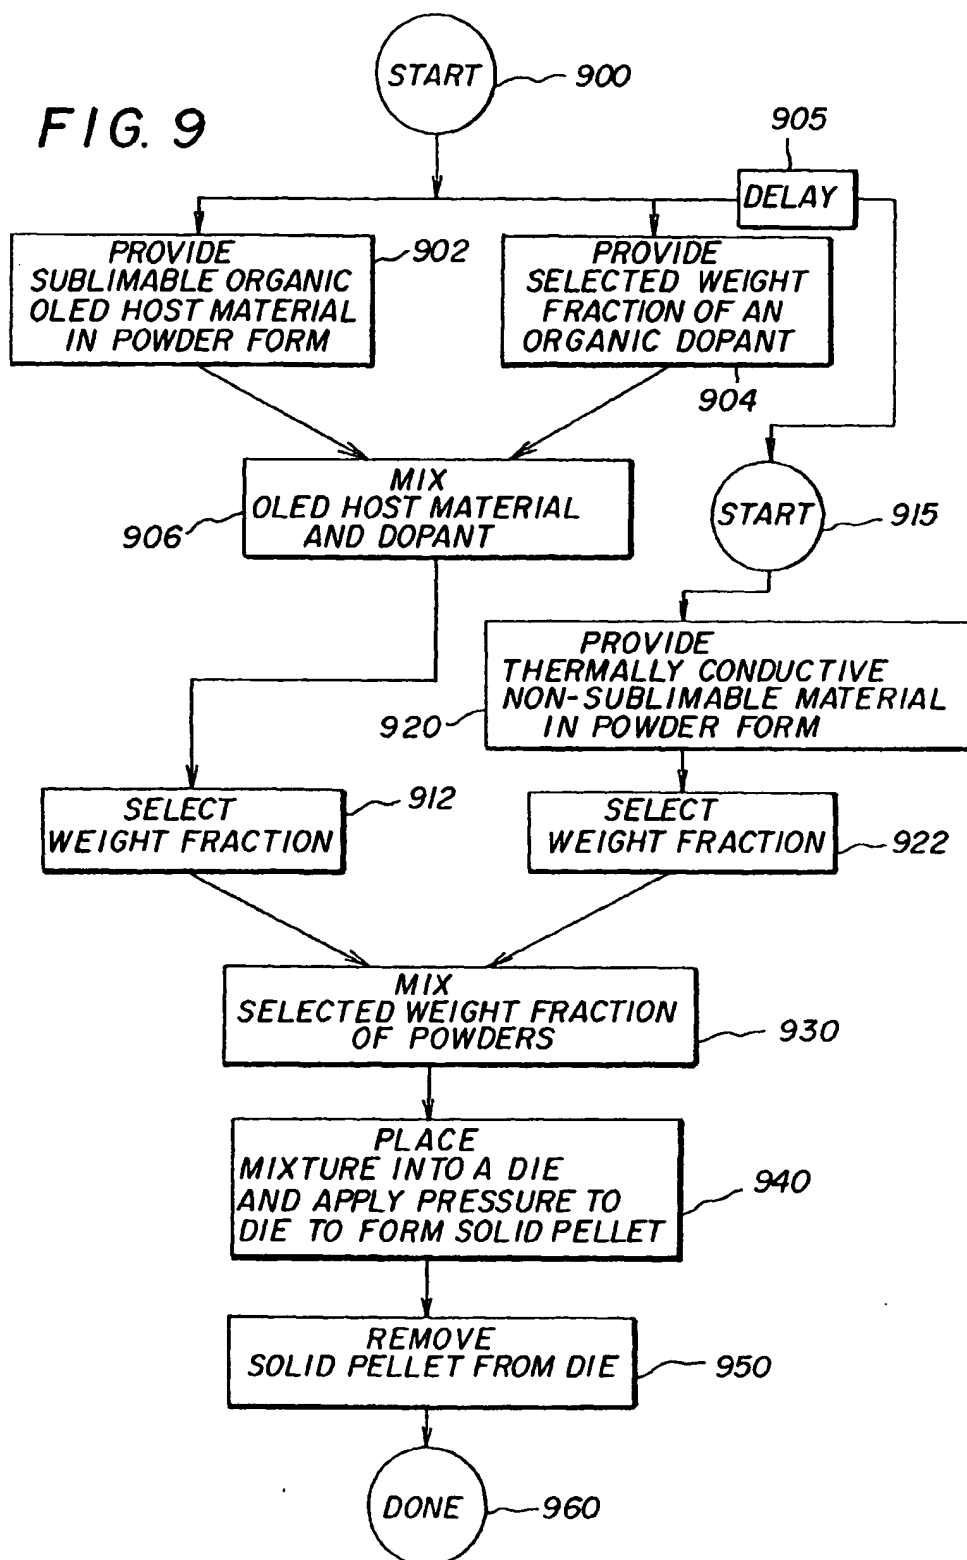 START
900
FIG. 9
905
DELAY
PROVIDE
SUBLIMABLE ORGANIC
OLED HOST MATERIAL
IN POWDER FORM
902
PROVIDE
SELECTED WEIGHT
FRACTION OF AN
ORGANIC DOPANT
904
MIX
OLED HOST MATERIAL
AND DOPANT
906
START
915
PROVIDE
THERMALLY CONDUCTIVE
NON-SUBLIMABLE MATERIAL
IN POWDER FORM
920
SELECT
WEIGHT FRACTION
912
SELECT
WEIGHT FRACTION
922
MIX
SELECTED WEIGHT FRACTION
OF POWDERS
930
PLACE
MIXTURE INTO A DIE
AND APPLY PRESSURE TO
DIE TO FORM SOLID PELLET
940
REMOVE
SOLID PELLET FROM DIE
950
DONE
960